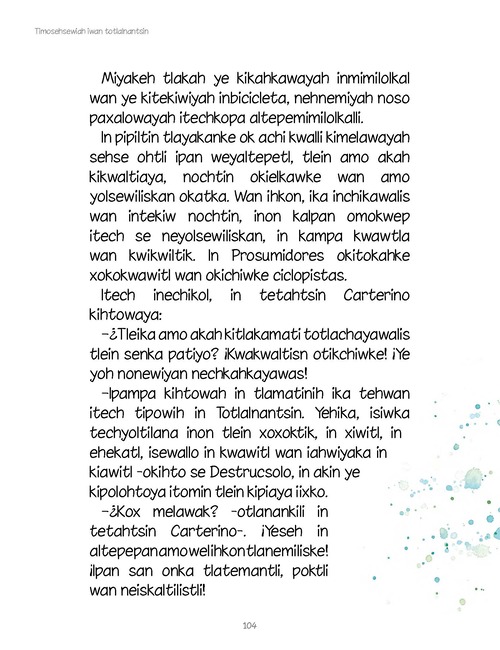 Timosehsewiah iwan totlalnantsin
Miyakeh tlakah ye kikahkawayah inmimilolkal
wan ye kitekiwiyah inbicicleta, nehnemiyah noso
paxalowayah itechkopa altepemimilolkalli.
In pipiltin tlayakanke ok achi kwalli kimelawayah
sehse ohtli ipan weyaltepetl, tlein amo akah
kikwaltiaya, nochtin okielkawke wan amo
yolsewiliskan okatka. Wan ihkon, ika inchikawalis
wan intekiw nochtin, inon kalpan omokwep
itech se neyolsewiliskan, in kampa kwawtla
wan kwikwiltik. In Prosumidores okitokahke
xokokwawitl wan okichiwke ciclopistas.
Itech inechikol, in tetahtsin Carterino
kihtowaya:
–¿Tleika amo akah kitlakamati totlachayawalis
tlein senka patiyo? ¡Kwakwaltisn otikchiwke! ¡Ye
yoh nonewiyan nechkahkayawas!
–Ipampa kihtowah in tlamatinih ika tehwan
itech tipowih in Totlalnantsin. Yehika, isiwka
techyoltilana inon tlein xoxoktik, in xiwitl, in
ehekatl, isewallo in kwawitl wan iahwiyaka in
kiawitl -okihto se Destrucsolo, in akin ye
kipolohtoya itomin tlein kipiaya iixko.
–¿Kox melawak? -otlanankili in
tetahtsin Carterino-. ¡Yeseh in
altepepan amo welihkon tlanemiliske!
¡Ipan san onka tlatemantli, poktli
wan neiskaltilistli!
104